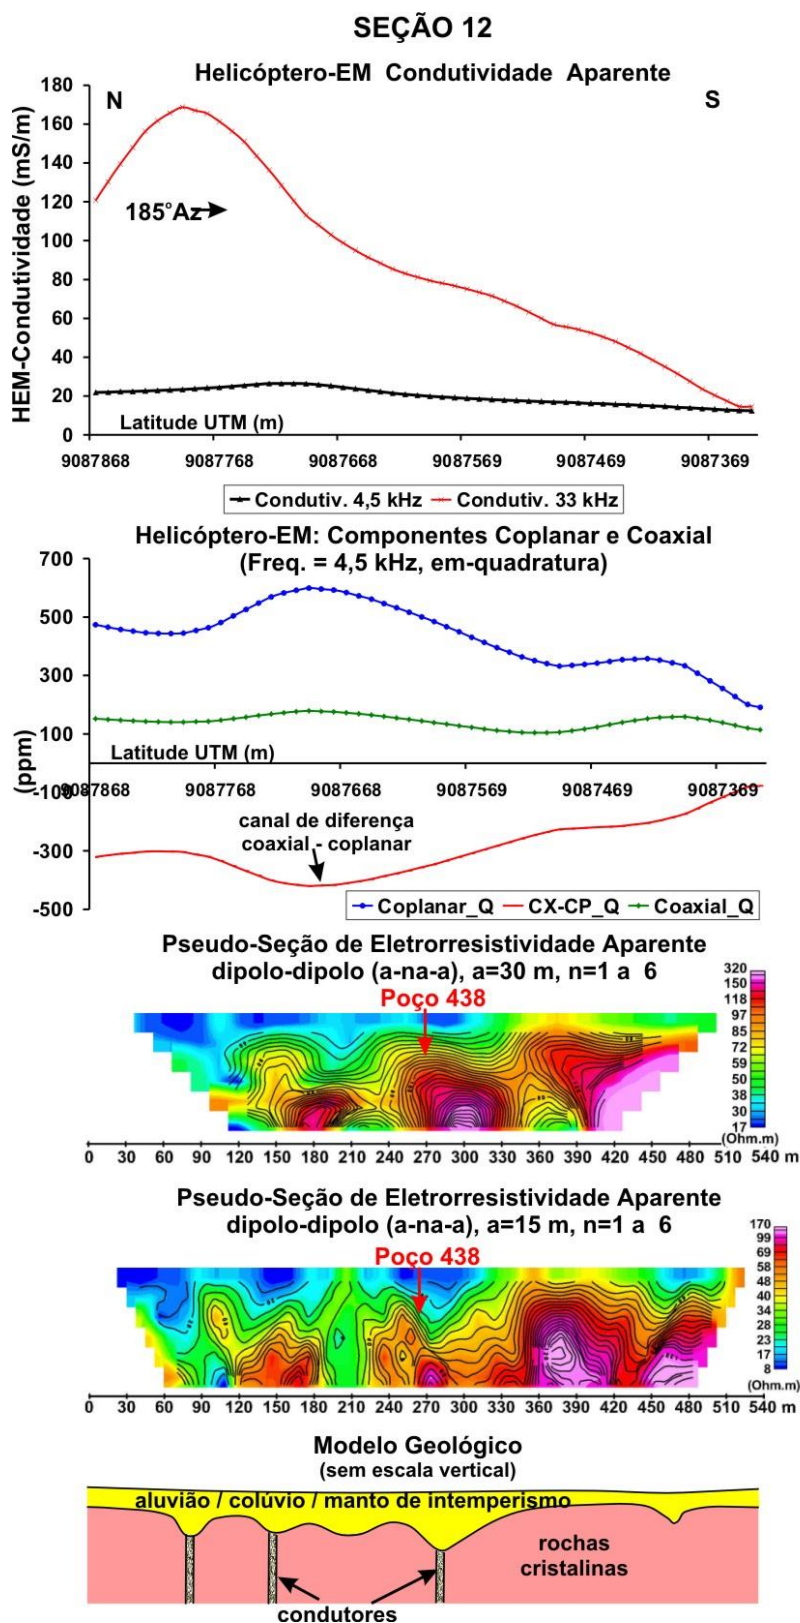 SEÇÃO 12
Helicóptero-EM Condutividade Aparente
HEM-Condutividade (mS/m)
180
160
140
120
100
80
60
40
20
0
N
S
185°Az
Latitude UTM (m)
9087868 9087768 9087668 9087569 9087469 9087369
Condutiv. 4,5 kHz Condutiv. 33 kHz
Helicóptero-EM: Componentes Coplanar e Coaxial
(Freq. = 4,5 kHz, em-quadratura)
(ppm)
700
500
300
100
-100
-300
-500
Latitude UTM (m)
9087868 9087768 9087668 9087569 9087469 9087369
canal de diferença
coaxial - coplanar
Coplanar_Q CX-CP_Q Coaxial_Q
Pseudo-Seção de Eletrorresistividade Aparente
dipolo-dipolo (a-na-a), a=30 m, n=1 a 6
Poço 438
320
150
118
97
85
72
59
50
38
30
17
(Ohm.m)
0 30 60 90 120 150 180 210 240 270 300 330 360 390 420 450 480 510 540 m
Pseudo-Seção de Eletrorresistividade Aparente
dipolo-dipolo (a-na-a), a=15 m, n=1 a 6
Poço 438
170
99
69
58
48
40
34
28
23
17
8
(Ohm.m)
0 30 60 90 120 150 180 210 240 270 300 330 360 390 420 450 480 510 540 m
Modelo Geológico
(sem escala vertical)
aluvião / colúvio / manto de intemperismo
rochas
cristalinas
condutores